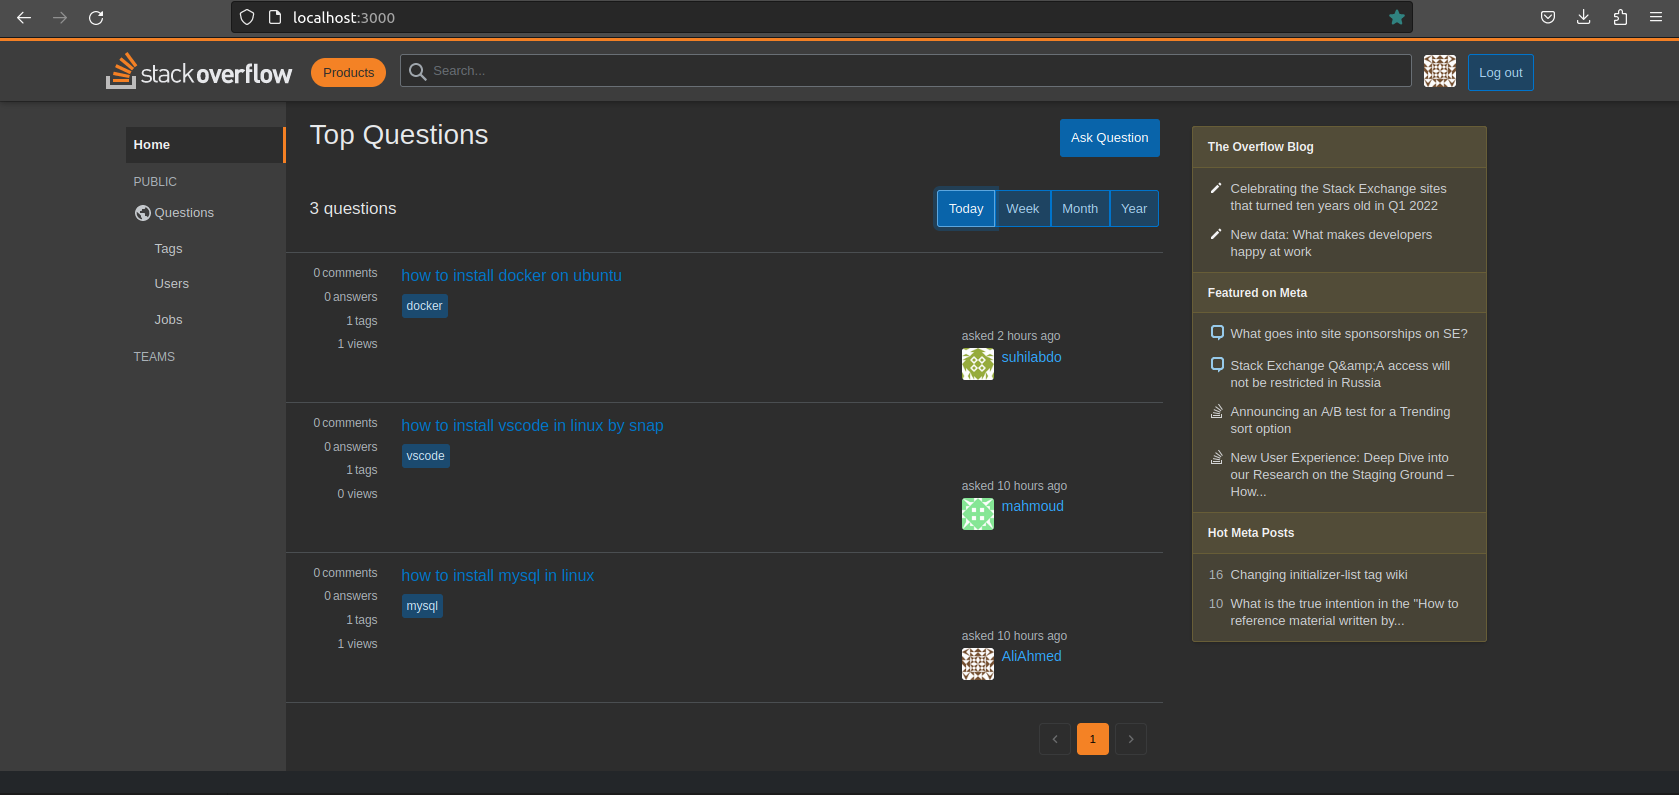 localhost:3000
stack overflow
Products
Search...
Log out
Home
PUBLIC
Questions
Tags
Users
Jobs
TEAMS
Top Questions
Ask Question
3 questions
Today
Week
Month
Year
0 comments
0 answers
1 tags
1 views
how to install docker on ubuntu
docker
asked 2 hours ago
suhilabdo
0 comments
0 answers
1 tags
0 views
how to install vscode in linux by snap
vscode
asked 10 hours ago
mahmoud
0 comments
0 answers
1 tags
1 views
how to install mysql in linux
mysql
asked 10 hours ago
AliAhmed
1
The Overflow Blog
Celebrating the Stack Exchange sites
that turned ten years old in Q1 2022
New data: What makes developers
happy at work
Featured on Meta
What goes into site sponsorships on SE?
Stack Exchange Q&amp;A access will
not be restricted in Russia
Announcing an A/B test for a Trending
sort option
New User Experience: Deep Dive into
our Research on the Staging Ground –
How...
Hot Meta Posts
16 Changing initializer-list tag wiki
10 What is the true intention in the "How to
reference material written by...